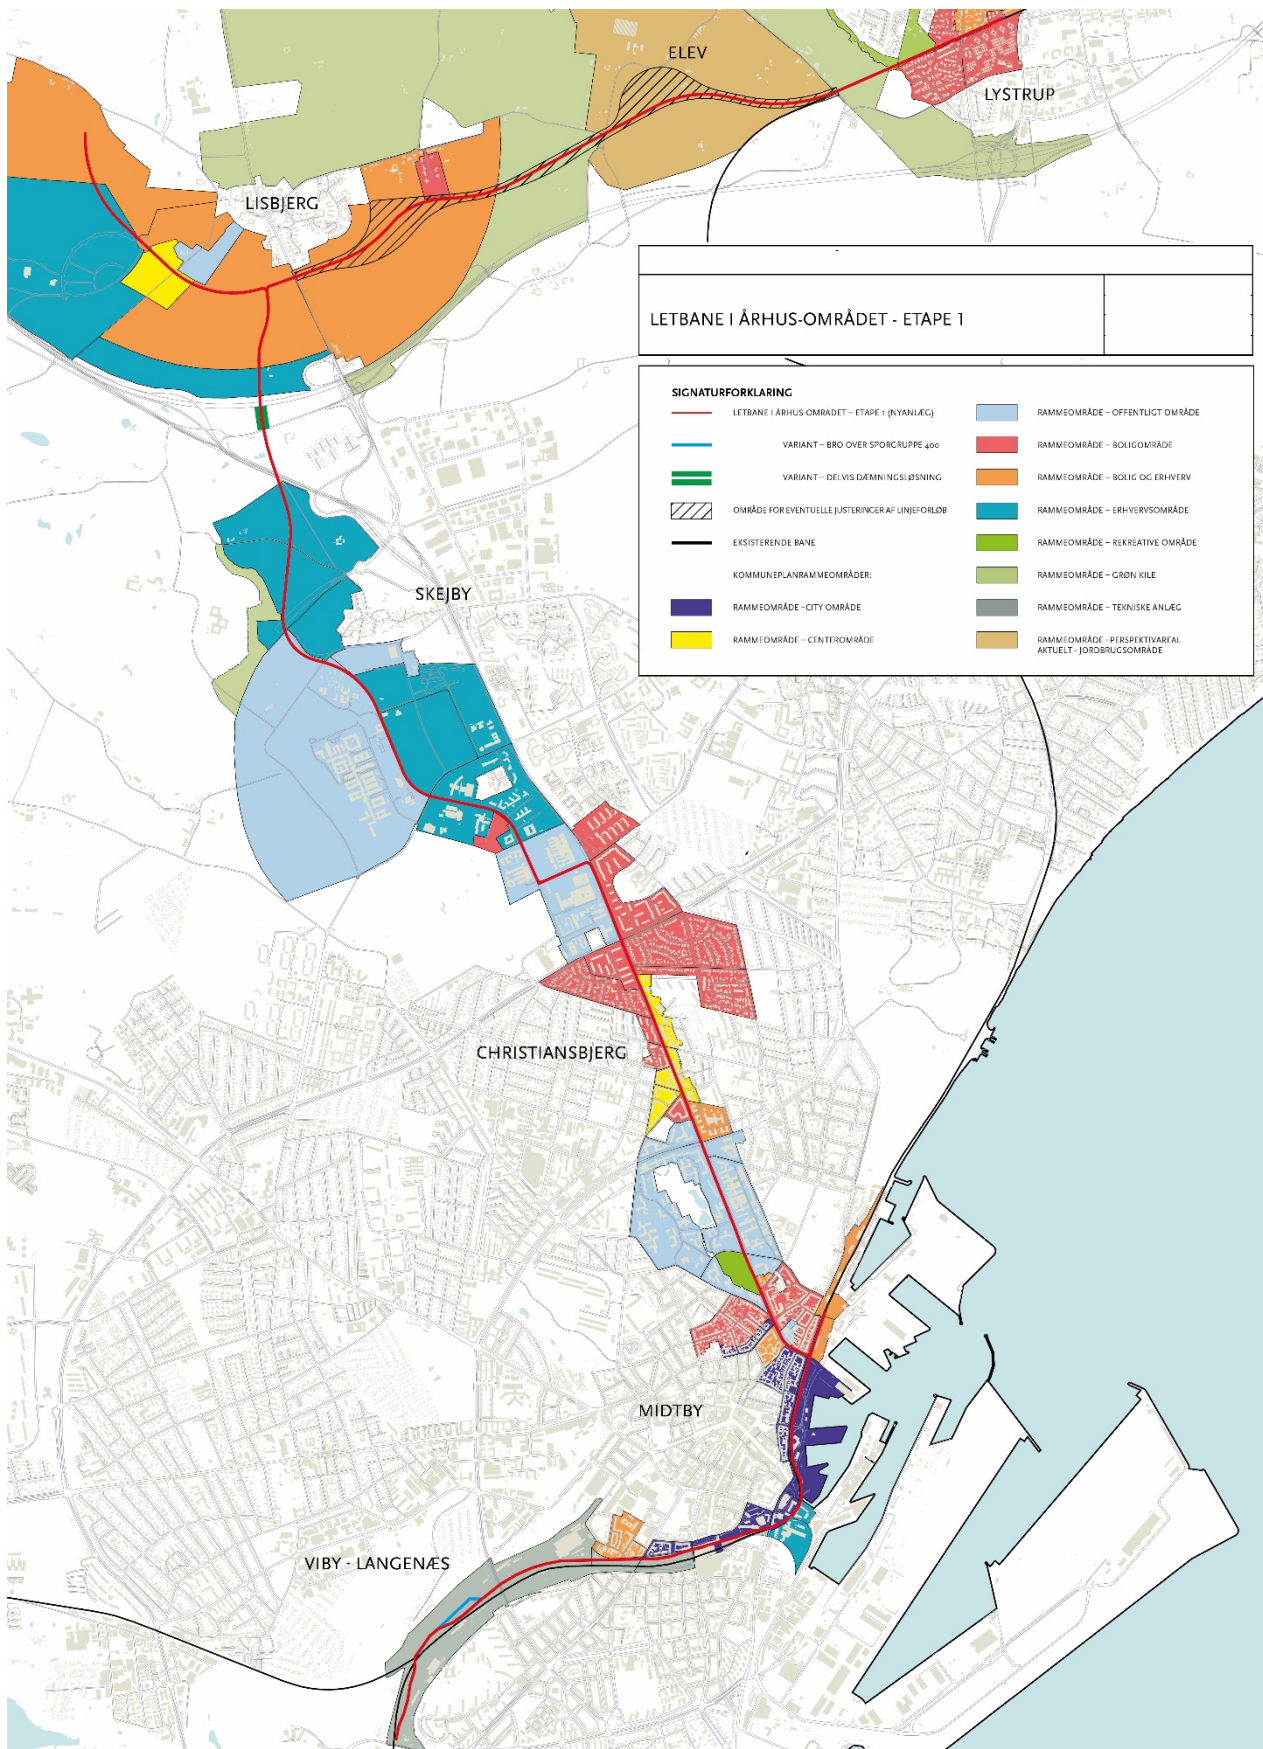 ELEV
LYSTRUP
LISBJERG
LETBANE I ÅRHUS-OMRÅDET - ETAPE 1
SIGNATURFORKLARING
LETBANE I ÅRHUS-OMRÅDET – ETAPE 1 (NYANLÆG)
VARIANT – BRO OVER SPORGRUPPE 400
VARIANT – DELVIS DÆMNINGSLØSNING
OMRÅDE FOR EVENTUELLE JUSTERINGER AF LINJEFORLØB
EKSISTERENDE BANE
KOMMUNEPLANRAMMEOMRÅDER:
RAMMEOMRÅDE –CITY OMRÅDE
RAMMEOMRÅDE – CENTEROMRÅDE
RAMMEOMRÅDE – OFFENTLIGT OMRÅDE
RAMMEOMRÅDE – BOLIGOMRÅDE
RAMMEOMRÅDE – BOLIG OG ERHVERV
RAMMEOMRÅDE – ERHVERVSOMRÅDE
RAMMEOMRÅDE – REKREATIVE OMRÅDE
RAMMEOMRÅDE – GRØN KILE
RAMMEOMRÅDE – TEKNISKE ANLÆG
RAMMEOMRÅDE –PERSPEKTIVAREAL
AKTUELT - JORDBRUGSOMRÅDE
SKEJBY
CHRISTIANSBJERG
MIDTBY
VIBY - LANGENÆS